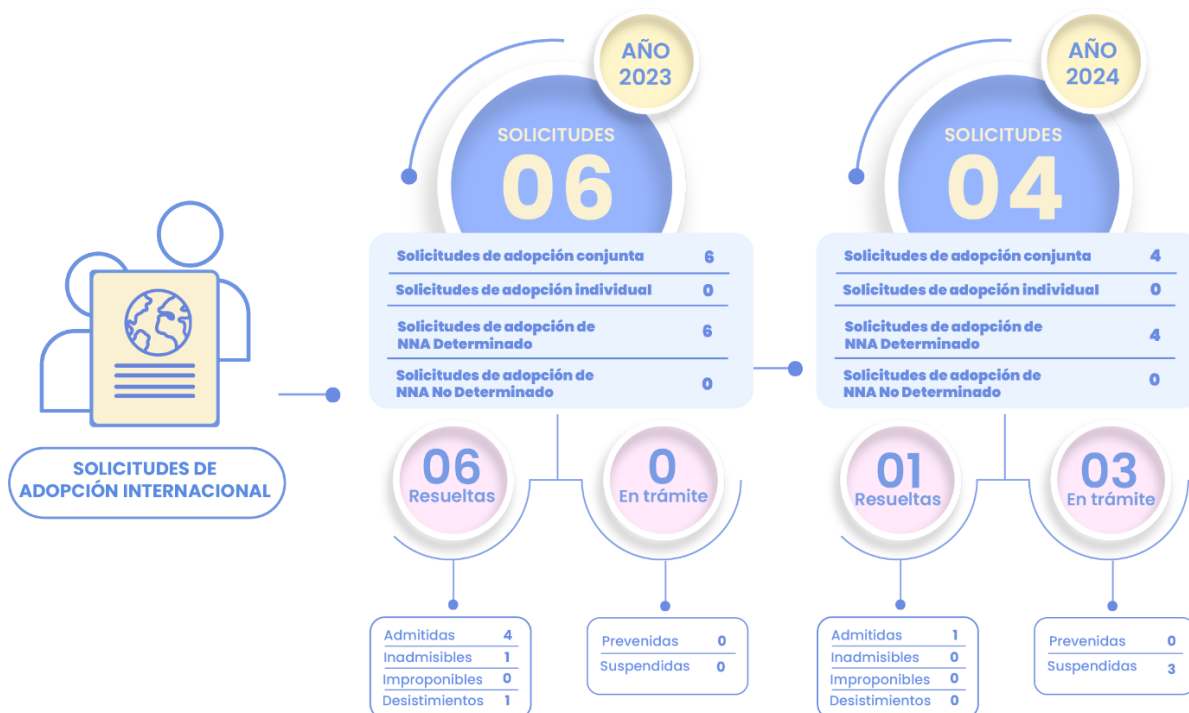 SOLICITUDES DE
ADOPCIÓN INTERNACIONAL
AÑO
2023
SOLICITUDES
06
Solicitudes de adopción conjunta 6
Solicitudes de adopción individual 0
Solicitudes de adopción de
NNA Determinado 6
Solicitudes de adopción de
NNA No Determinado 0
06
Resueltas
0
En trámite
Admitidas 4
Inadmisibles 1
Improponibles 0
Desistimientos 1
Prevenidas 0
Suspendidas 0
AÑO
2024
SOLICITUDES
04
Solicitudes de adopción conjunta 4
Solicitudes de adopción individual 0
Solicitudes de adopción de
NNA Determinado 4
Solicitudes de adopción de
NNA No Determinado 0
01
Resueltas
03
En trámite
Admitidas 1
Inadmisibles 0
Improponibles 0
Desistimientos 0
Prevenidas 0
Suspendidas 3